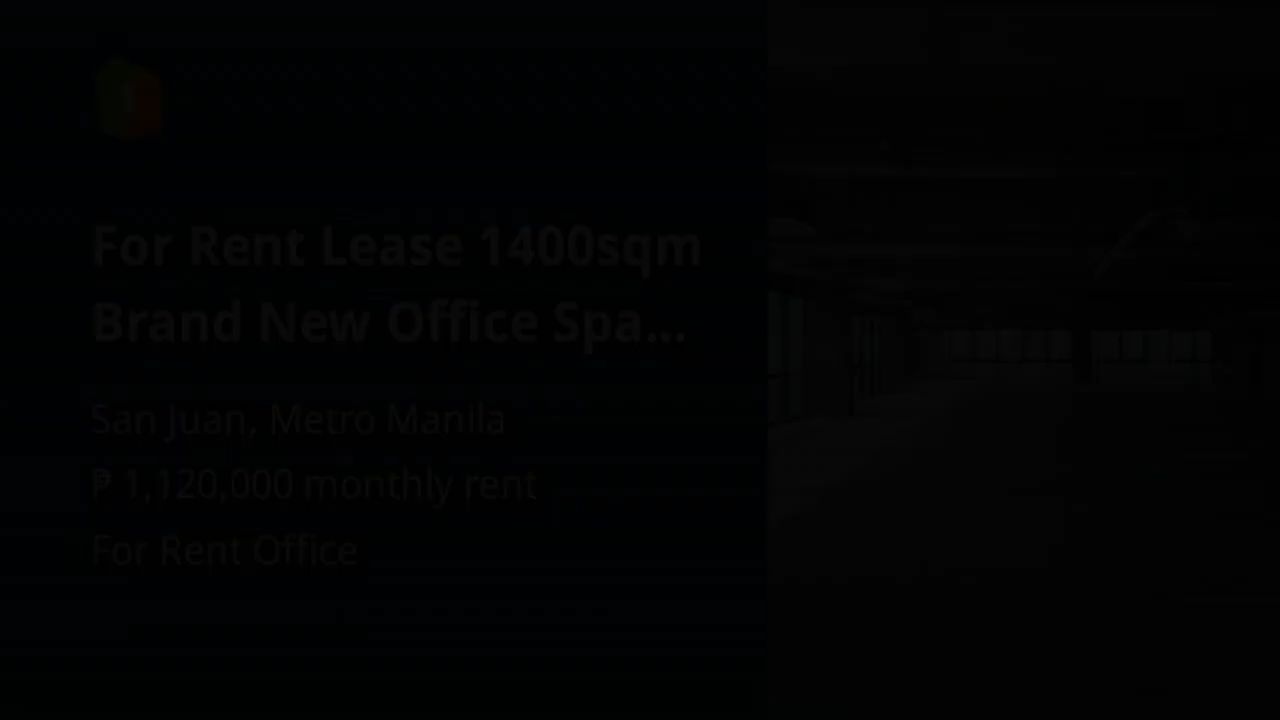 For Rent Lease 1400sqm
Brand New Office Spa...
San Juan, Metro Manila
₱ 1,120,000 monthly rent
For Rent Office